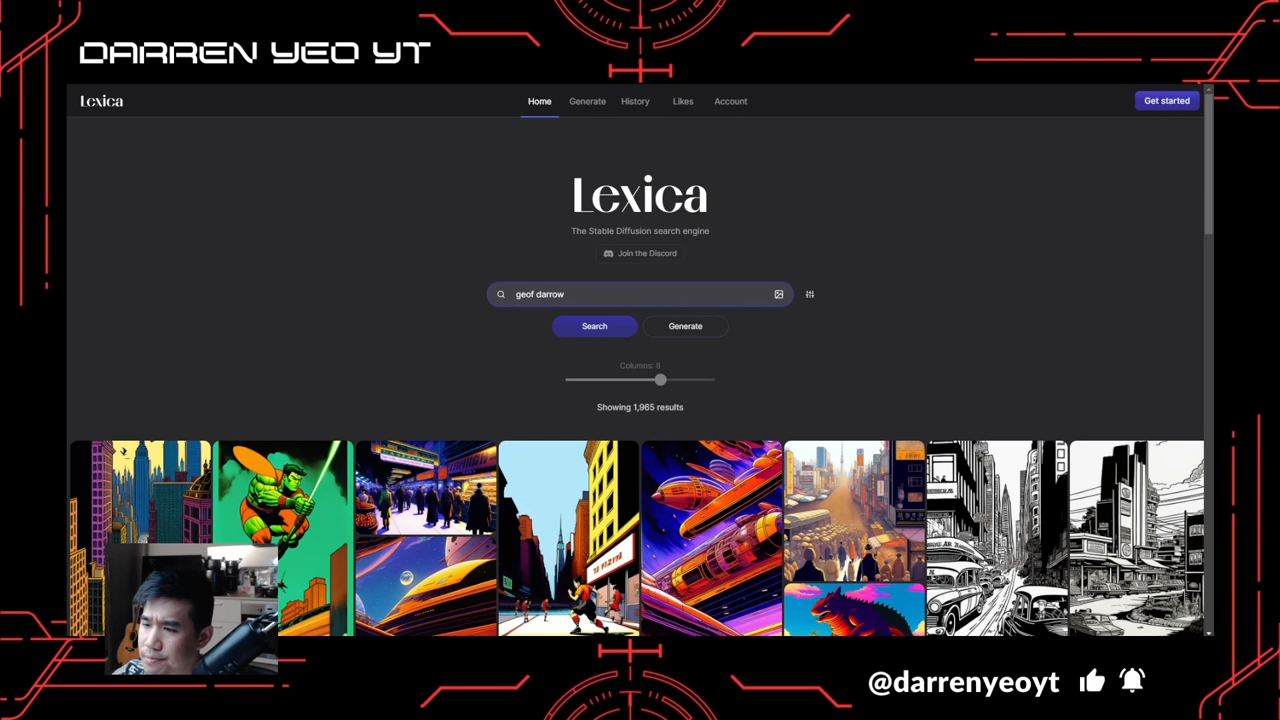 DARREN YEO YT
Lexica
Home Generate History Likes Account
Get started
Lexica
The Stable Diffusion search engine
Join the Discord
geof darrow
Search Generate
Columns: 8
Showing 1,965 results
@darrenyeoyt